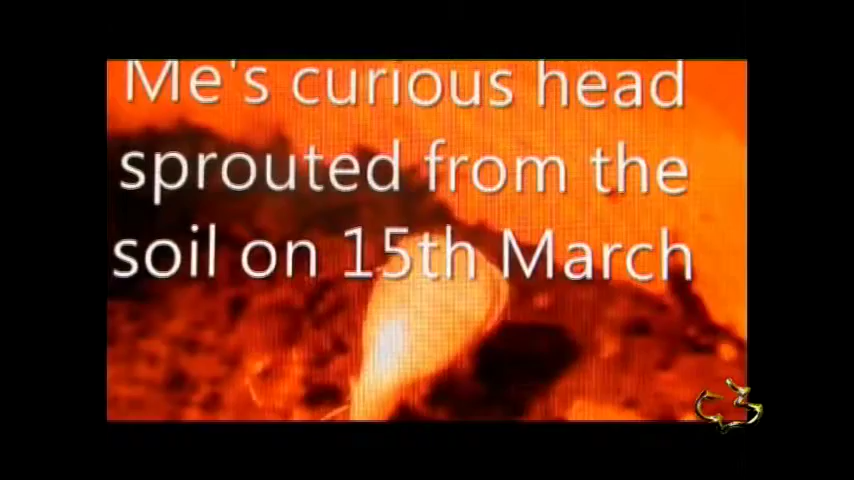 Me's curious head
sprouted from the
soil on 15th March